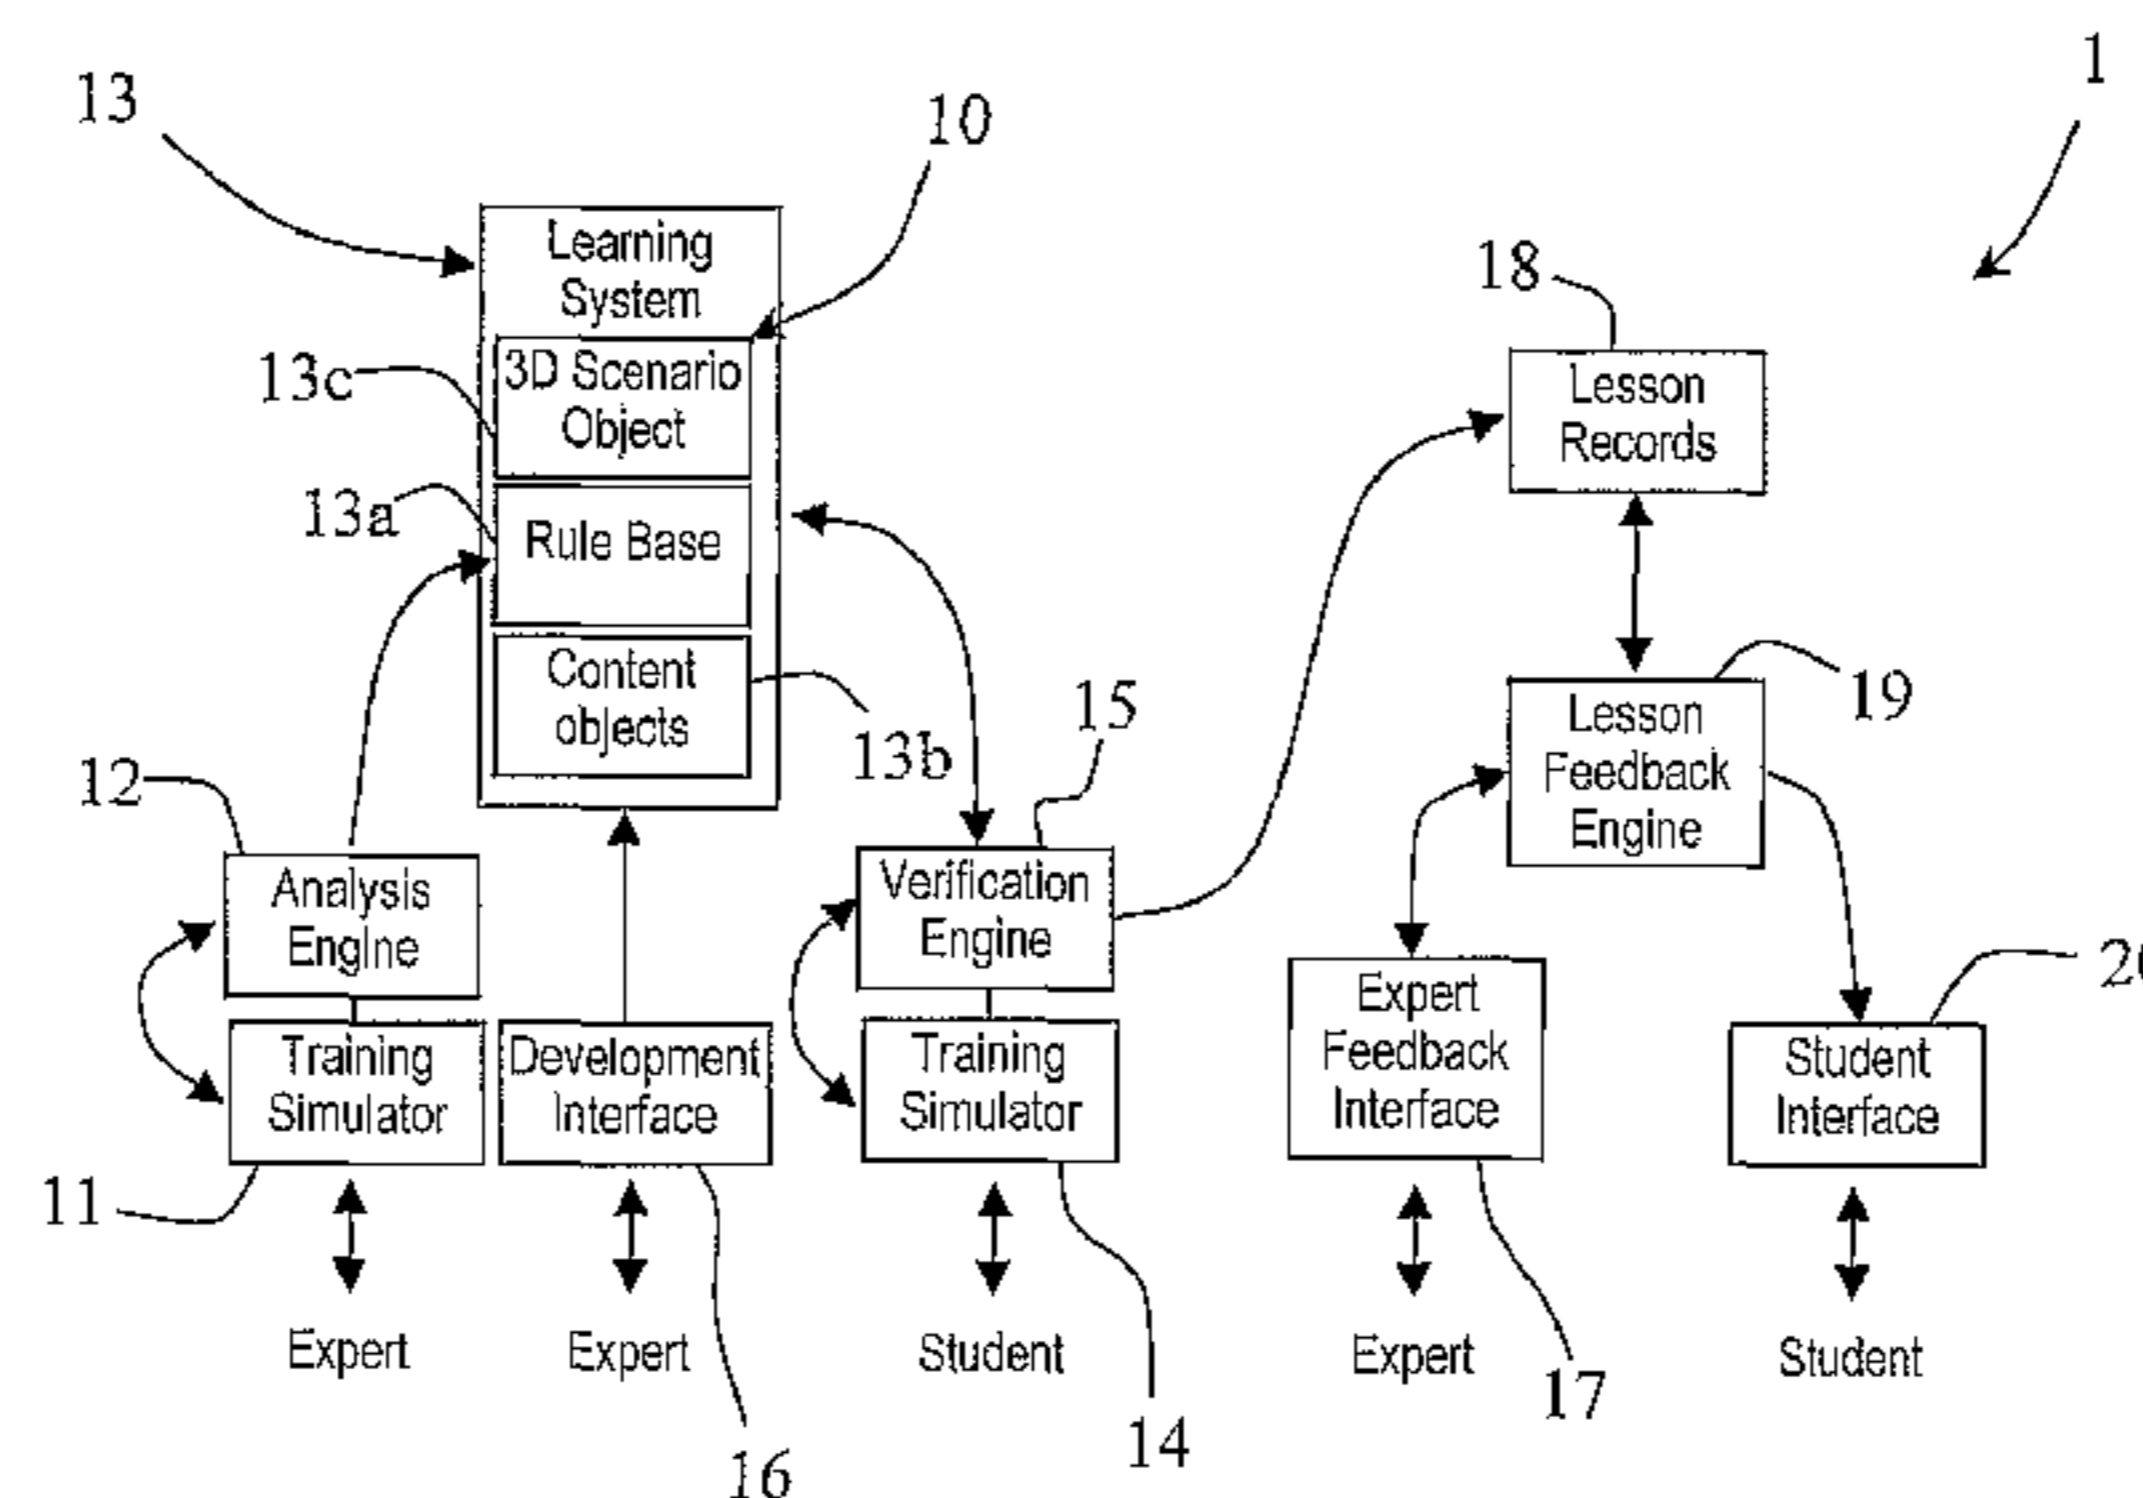 13
10
1
Learning
System
18
3D Scenario
Object
13c
Lesson
Records
13a
Rule Base
Content
objects
13b
15
19
Lesson
Feedback
Engine
12
Analysis
Engine
Verification
Engine
Expert
Feedback
Interface
Training
Simulator
Development
Interface
Training
Simulator
Student
Interface
11
Expert
Expert
Student
Expert
Student
17
14
16